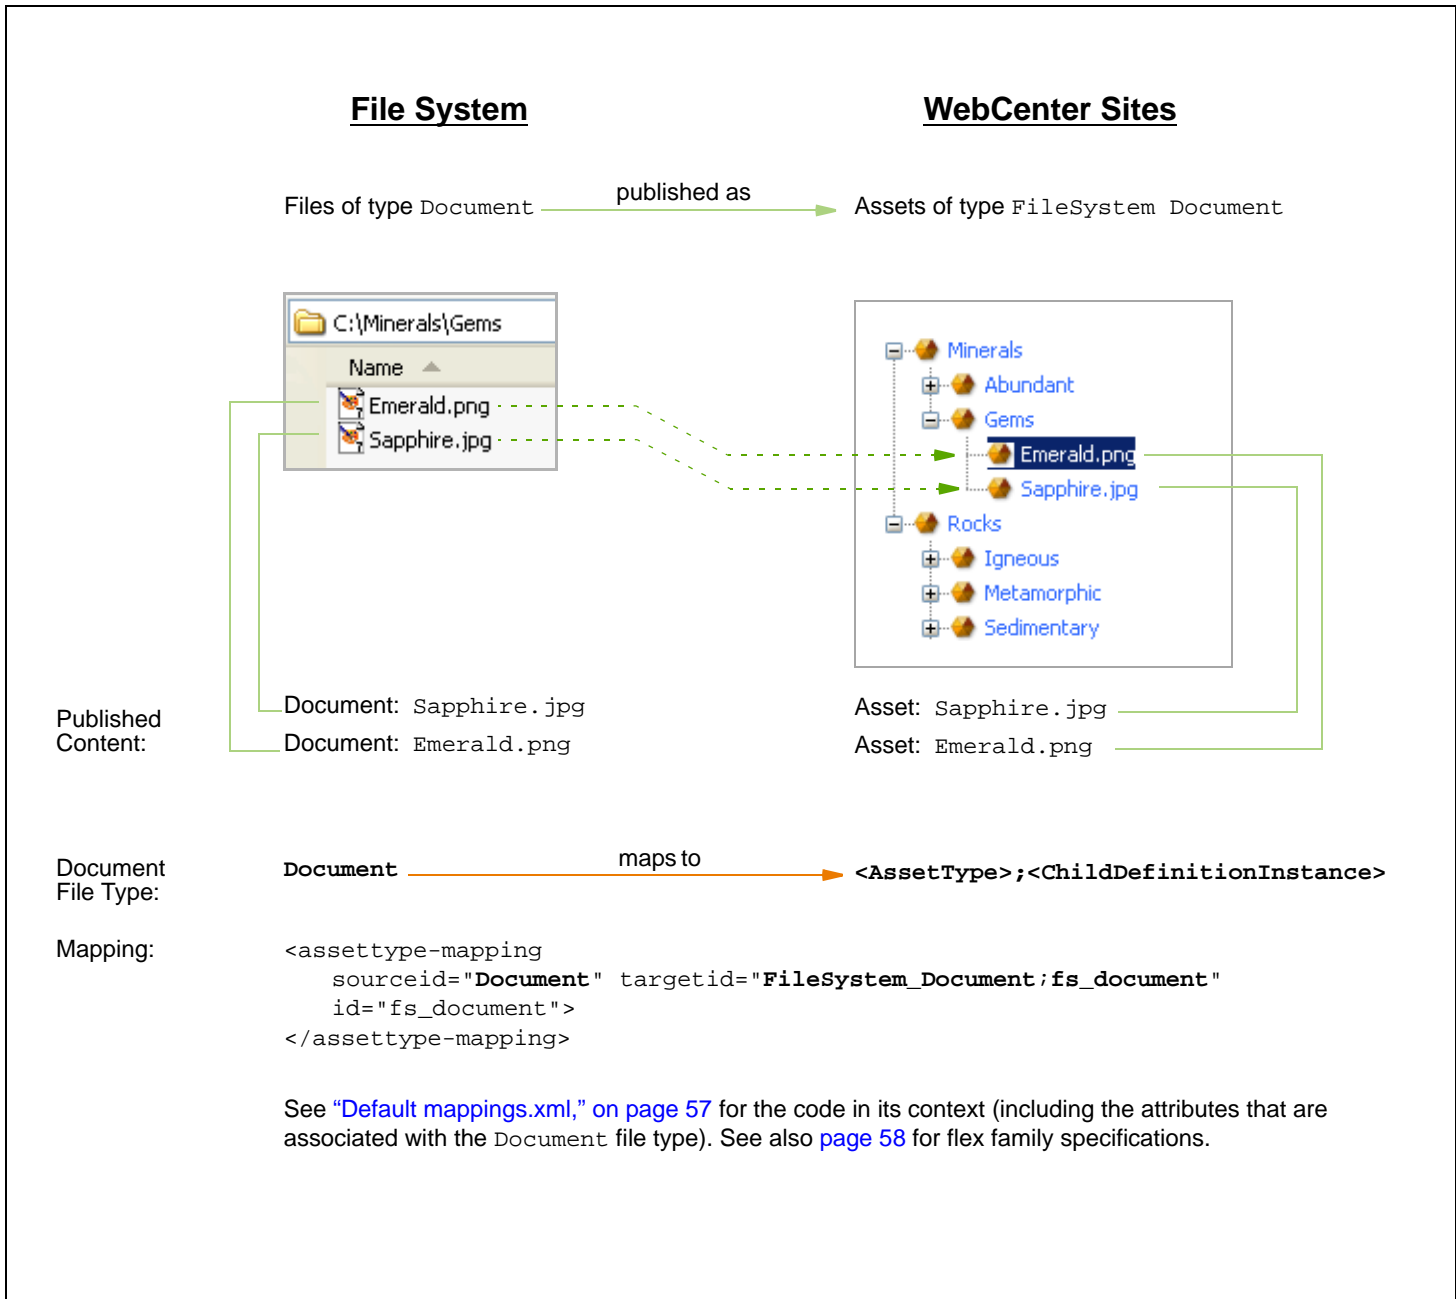 File System
WebCenter Sites
Files of type Document
published as
Assets of type FileSystem Document
C:\Minerals\Gems
Name
Emerald.png
Sapphire.jpg
Minerals
Abundant
Gems
Emerald.png
Sapphire.jpg
Rocks
Igneous
Metamorphic
Sedimentary
Published
Content:
Document: Sapphire.jpg
Document: Emerald.png
Asset: Sapphire.jpg
Asset: Emerald.png
Document
File Type:
Document
maps to
<AssetType>;<ChildDefinitionInstance>
Mapping:
<assettype-mapping
sourceid="Document" targetid="FileSystem_Document;fs_document"
id="fs_document">
</assettype-mapping>
See “Default mappings.xml,” on page 57 for the code in its context (including the attributes that are
associated with the Document file type). See also page 58 for flex family specifications.